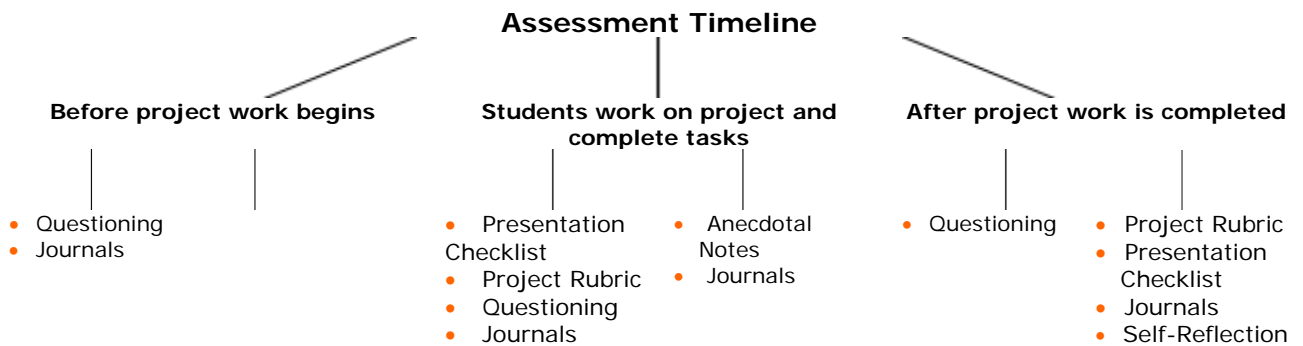 Assessment Timeline
Before project work begins
Students work on project and
complete tasks
After project work is completed
• Questioning
• Journals
• Presentation
Checklist
• Project Rubric
• Questioning
• Journals
• Anecdotal
Notes
• Journals
• Questioning
• Project Rubric
• Presentation
Checklist
• Journals
• Self-Reflection